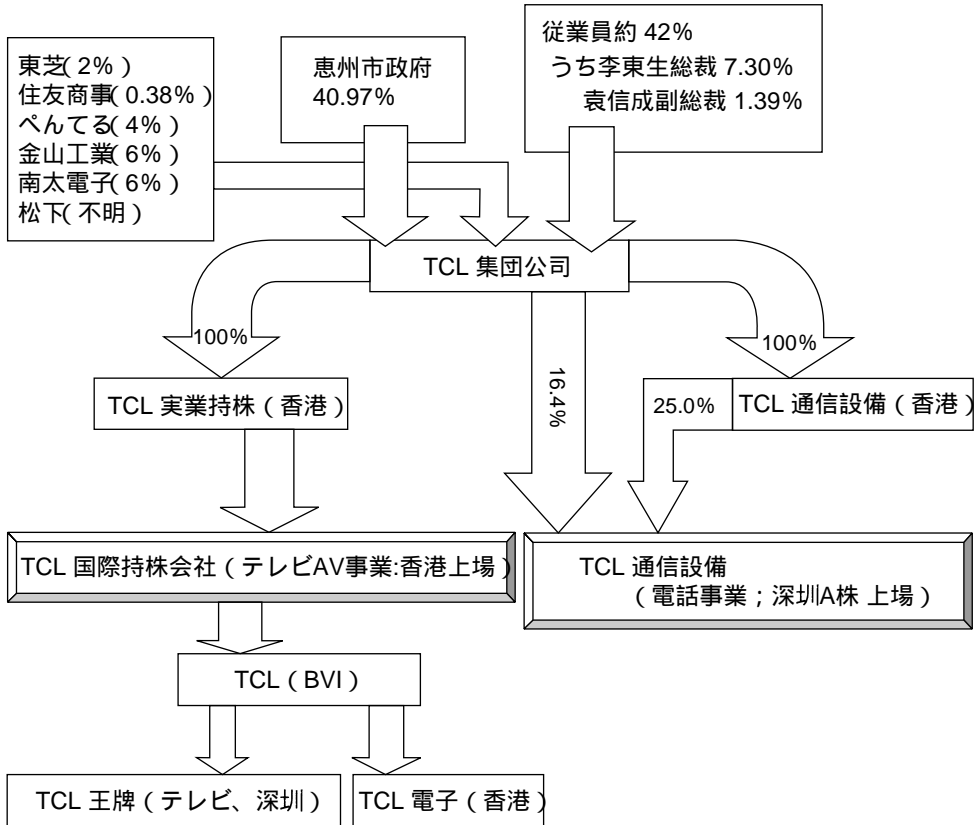 東芝( 2% )
住友商事( 0.38% )
ぺんてる( 4% )
金山工業( 6% )
南太電子( 6% )
松下( 不明 )
恵州市政府
40.97%
従業員約 42%
うち李東生総裁 7.30%
袁信成副総裁 1.39%
TCL 集団公司
100%
16.4%
100%
TCL 実業持株 ( 香港 )
25.0%
TCL 通信設備 ( 香港 )
TCL 国際持株会社 ( テレビAV事業:香港上場 )
TCL 通信設備
( 電話事業 ; 深圳A株 上場 )
TCL ( BVI )
TCL 王牌 ( テレビ、深圳 )
TCL 電子 ( 香港 )